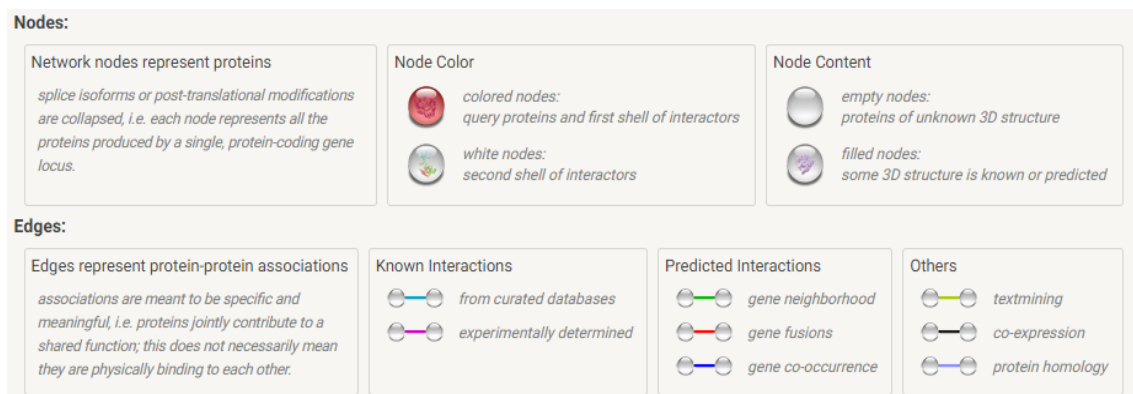 Nodes:
Network nodes represent proteins
splice isoforms or post-translational modifications
are collapsed, i.e. each node represents all the
proteins produced by a single, protein-coding gene
locus.
Node Color
colored nodes:
query proteins and first shell of interactors
white nodes:
second shell of interactors
Node Content
empty nodes:
proteins of unknown 3D structure
filled nodes:
some 3D structure is known or predicted
Edges:
Edges represent protein-protein associations
associations are meant to be specific and
meaningful, i.e. proteins jointly contribute to a
shared function; this does not necessarily mean
they are physically binding to each other.
Known Interactions
from curated databases
experimentally determined
Predicted Interactions
gene neighborhood
gene fusions
gene co-occurrence
Others
textmining
co-expression
protein homology